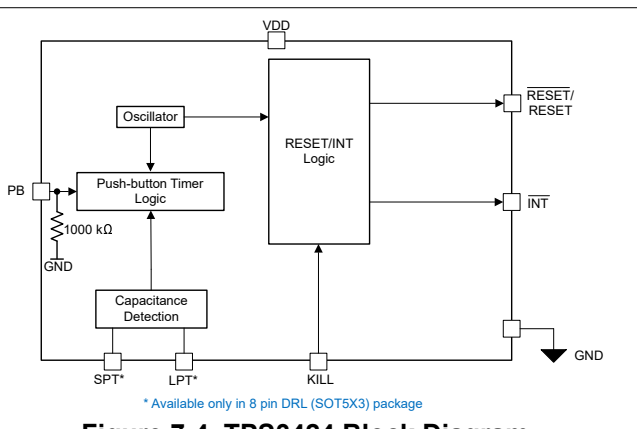 VDD
RESET/
RESET
Oscillator
RESET/INT
Logic
PB
Push-button Timer
Logic
INT
1000 kΩ
GND
Capacitance
Detection
GND
SPT*
LPT*
KILL
* Available only in 8 pin DRL (SOT5X3) package